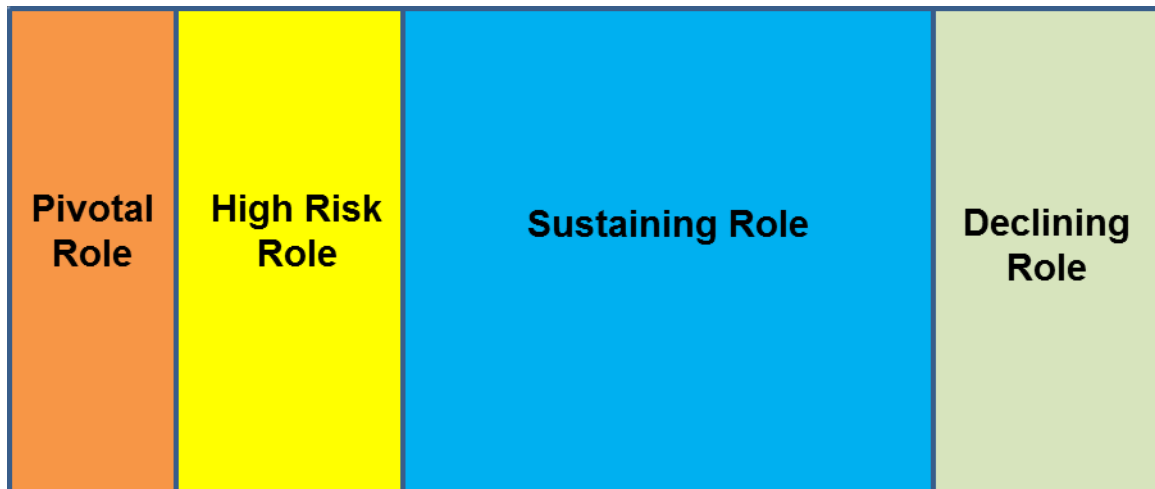 Pivotal
Role
High Risk
Role
Sustaining Role
Declining
Role